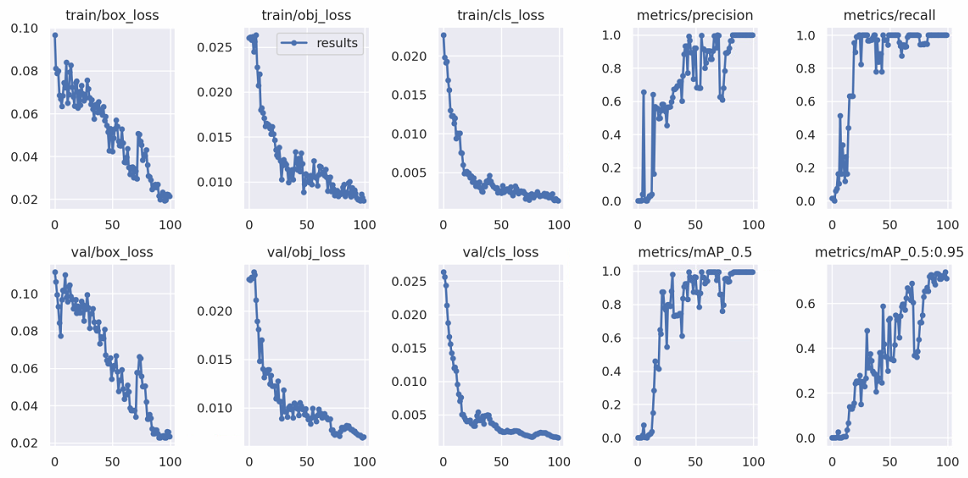 train/box_loss
train/obj_loss
train/cls_loss
metrics/precision
metrics/recall
results
0.10
0.08
0.06
0.04
0.02
0.025
0.020
0.015
0.010
0.020
0.015
0.010
0.005
1.0
0.8
0.6
0.4
0.2
0.0
1.0
0.8
0.6
0.4
0.2
0.0
0 50 100
0 50 100
0 50 100
0 50 100
0 50 100
val/box_loss
val/obj_loss
val/cls_loss
metrics/mAP_0.5
metrics/mAP_0.5:0.95
0.10
0.08
0.06
0.04
0.02
0.020
0.015
0.010
0.025
0.020
0.015
0.010
0.005
1.0
0.8
0.6
0.4
0.2
0.0
0.6
0.4
0.2
0.0
0 50 100
0 50 100
0 50 100
0 50 100
0 50 100